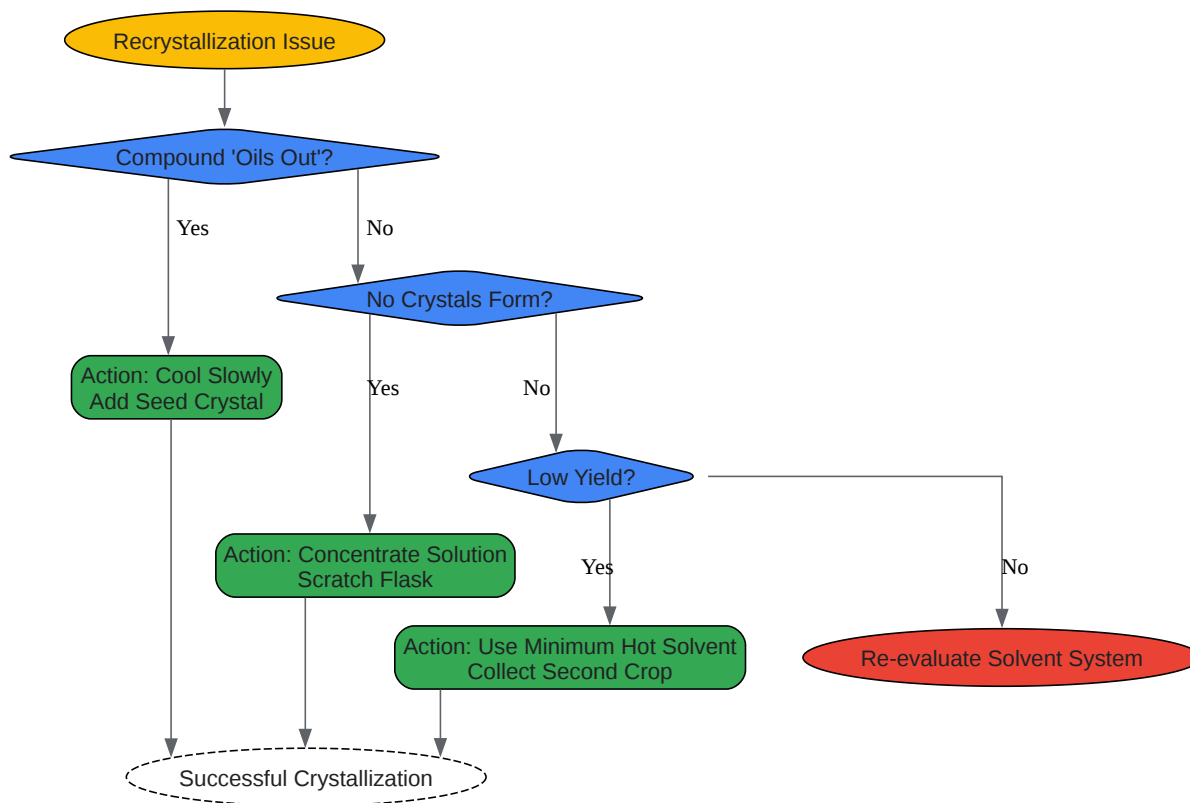 Recrystallization Issue
Compound 'Oils Out'?
Yes
No
No Crystals Form?
Action: Cool Slowly
Add Seed Crystal
Yes
No
Low Yield?
Action: Concentrate Solution
Scratch Flask
Yes
No
Action: Use Minimum Hot Solvent
Collect Second Crop
Re-evaluate Solvent System
Successful Crystallization